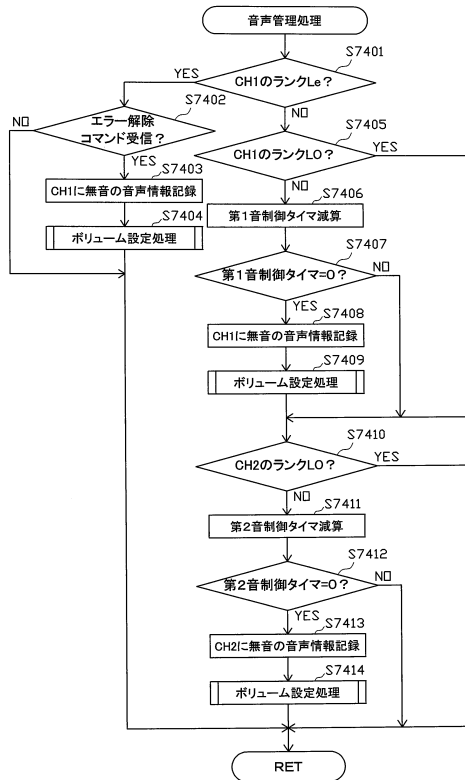 音声管理処理
S7401
CH1のランクLe？
YES
NO
S7402
エラー解除
コマンド受信？
NO
YES
S7403
CH1に無音の音声情報記録
S7404
ボリューム設定処理
S7405
CH1のランクL0？
YES
NO
S7406
第1音制御タイマ減算
S7407
第1音制御タイマ=0？
NO
YES
S7408
CH1に無音の音声情報記録
S7409
ボリューム設定処理
S7410
CH2のランクL0？
YES
NO
S7411
第2音制御タイマ減算
S7412
第2音制御タイマ=0？
NO
YES
S7413
CH2に無音の音声情報記録
S7414
ボリューム設定処理
RET